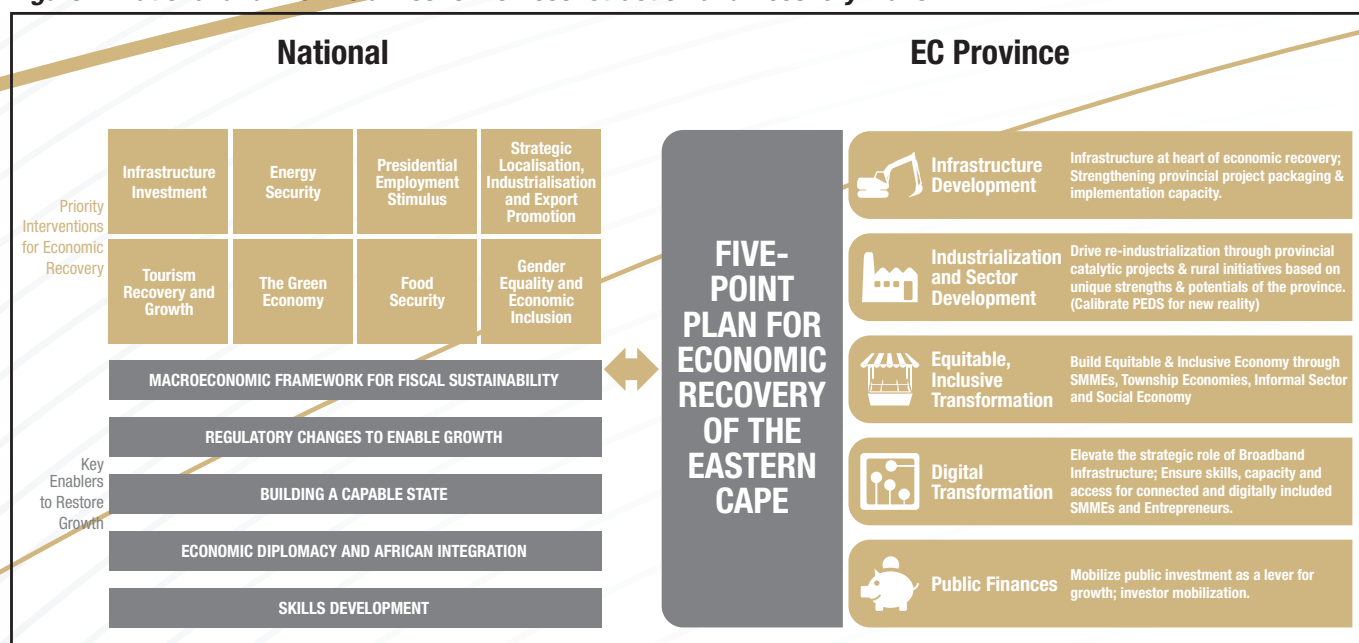 National
EC Province
Priority
Interventions
for Economic
Recovery
Infrastructure
Investment
Energy
Security
Presidential
Employment
Stimulus
Strategic
Localisation,
Industrialisation
and Export
Promotion
Tourism
Recovery and
Growth
The Green
Economy
Food
Security
Gender
Equality and
Economic
Inclusion
Key
Enablers
to Restore
Growth
MACROECONOMIC FRAMEWORK FOR FISCAL SUSTAINABILITY
REGULATORY CHANGES TO ENABLE GROWTH
BUILDING A CAPABLE STATE
ECONOMIC DIPLOMACY AND AFRICAN INTEGRATION
SKILLS DEVELOPMENT
FIVE-
POINT
PLAN FOR
ECONOMIC
RECOVERY
OF THE
EASTERN
CAPE
Infrastructure
Development
Infrastructure at heart of economic recovery;
Strengthening provincial project packaging &
implementation capacity.
Industrialization
and Sector
Development
Drive re-industrialization through provincial
catalytic projects & rural initiatives based on
unique strengths & potentials of the province.
(Calibrate PEDS for new reality)
Equitable,
Inclusive
Transformation
Build Equitable & Inclusive Economy through
SMMEs, Township Economies, Informal Sector
and Social Economy
Digital
Transformation
Elevate the strategic role of Broadband
Infrastructure; Ensure skills, capacity and
access for connected and digitally included
SMMEs and Entrepreneurs.
Public Finances
Mobilize public investment as a lever for
growth; investor mobilization.